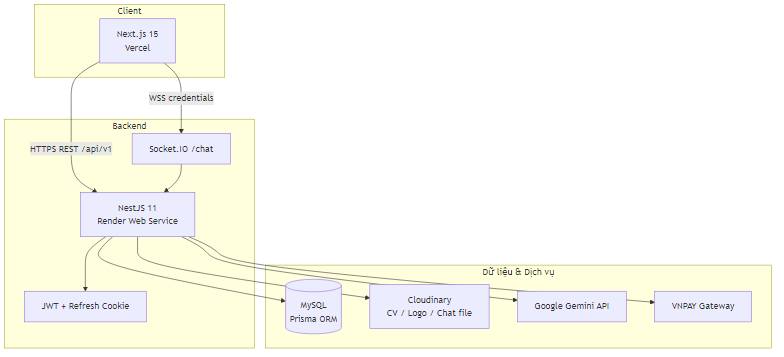 Client
Next.js 15
Vercel
WSS credentials
Backend
HTTPS REST /api/v1
Socket.IO /chat
NestJS 11
Render Web Service
JWT + Refresh Cookie
Dữ liệu & Dịch vụ
MySQL
Prisma ORM
Cloudinary
CV / Logo / Chat file
Google Gemini API
VNPAY Gateway